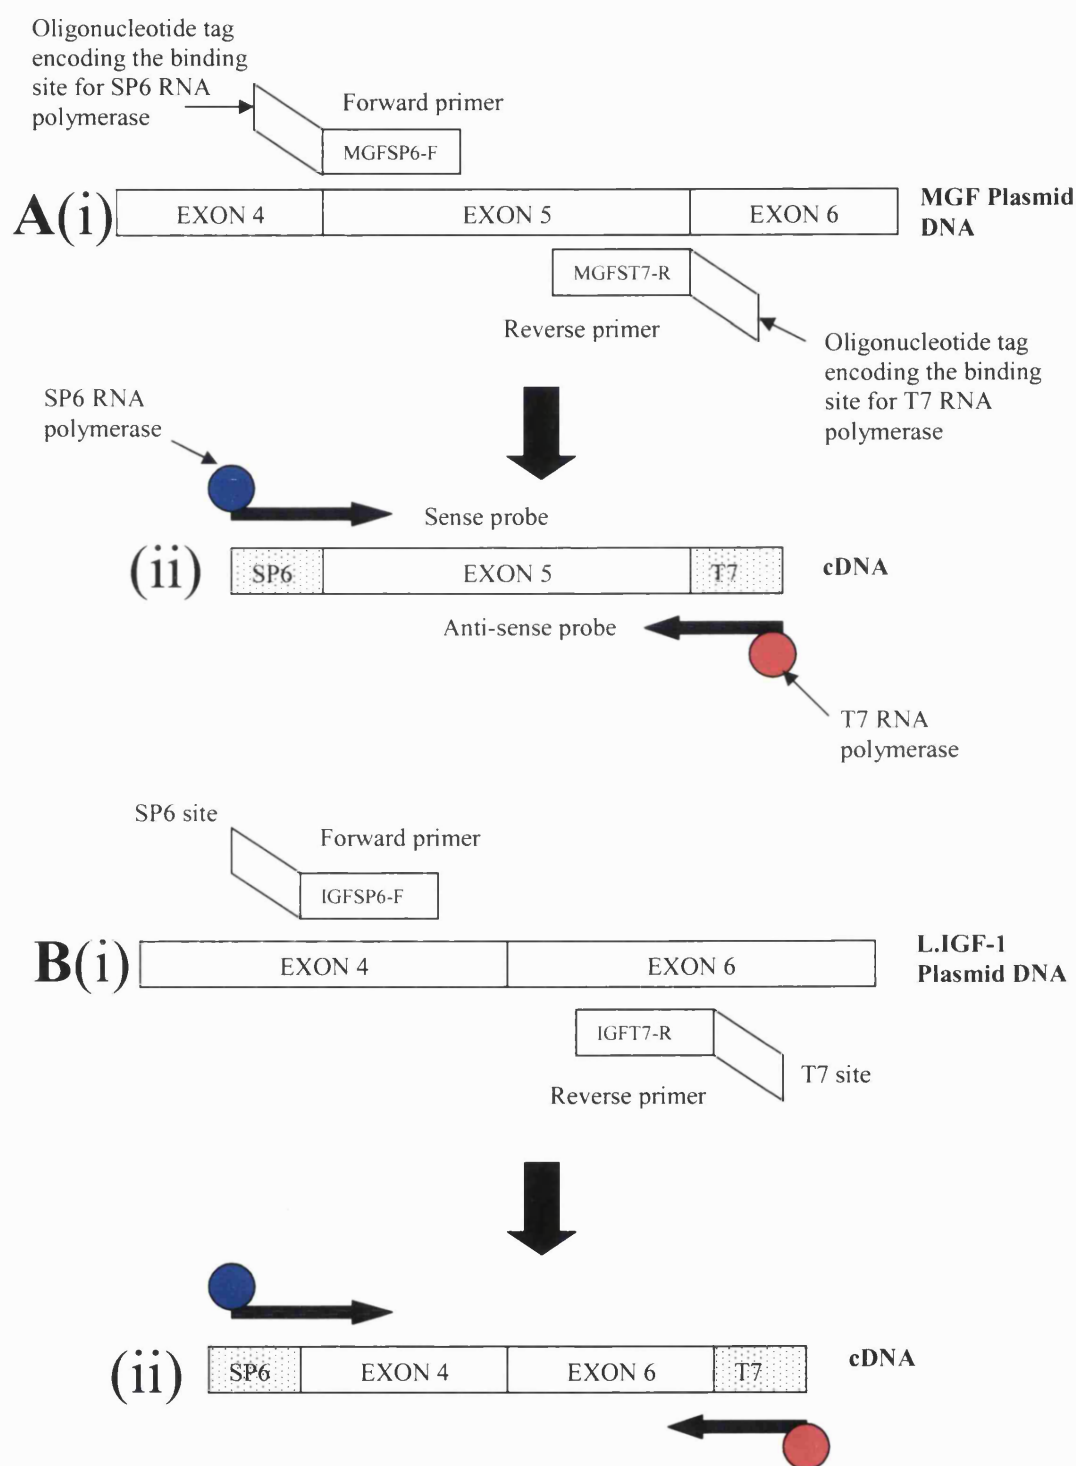 Oligonucleotide tag
encoding the binding
site for SP6 RNA
polymerase
Forward primer
MGFSP6-F
A(i)
EXON 4
EXON 5
EXON 6
MGF Plasmid
DNA
MGFST7-R
Reverse primer
Oligonucleotide tag
encoding the binding
site for T7 RNA
polymerase
SP6 RNA
polymerase
Sense probe
(ii)
SP6
EXON 5
T7
cDNA
Anti-sense probe
T7 RNA
polymerase
SP6 site
Forward primer
IGFSP6-F
B(i)
EXON 4
EXON 6
L.IGF-1
Plasmid DNA
IGFT7-R
Reverse primer
T7 site
(ii)
SP6
EXON 4
EXON 6
T7
cDNA